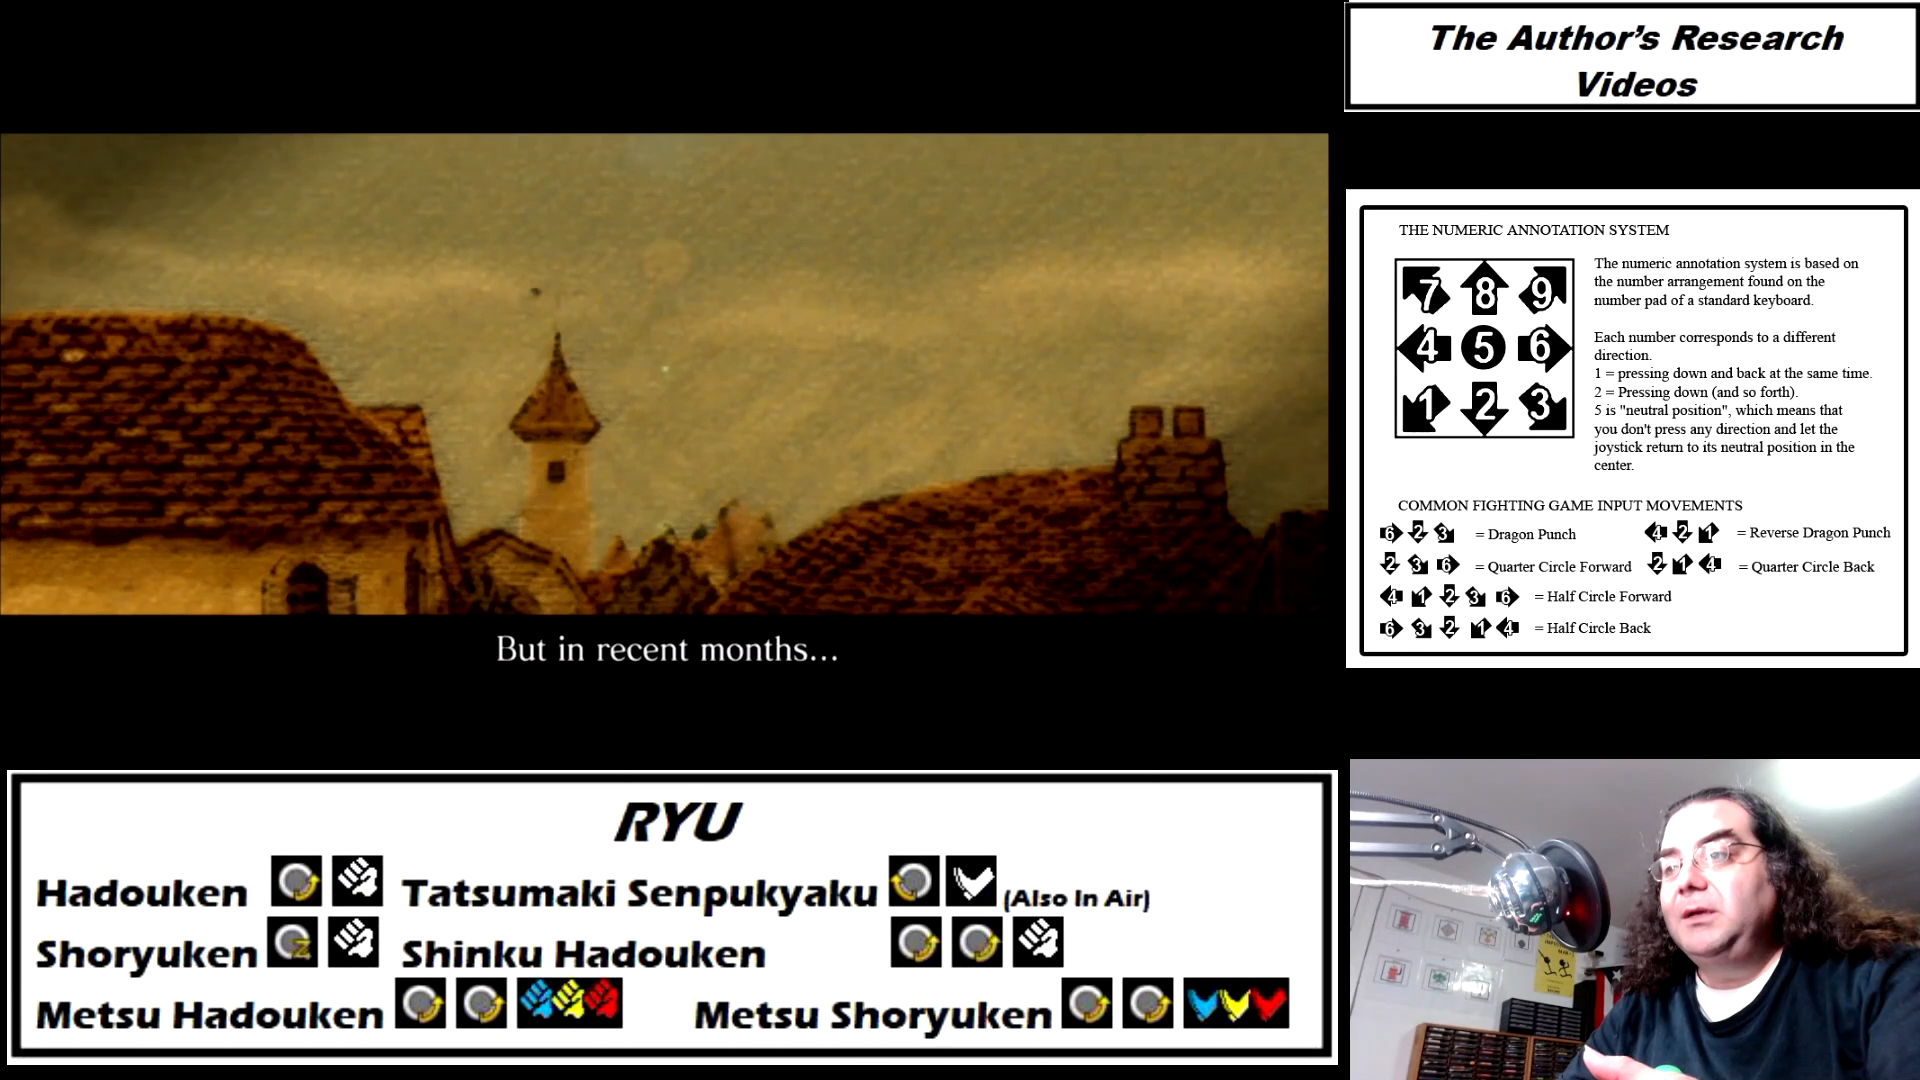 The Author's Research
Videos
THE NUMERIC ANNOTATION SYSTEM
7 8 9
4 5 6
1 2 3
The numeric annotation system is based on
the number arrangement found on the
number pad of a standard keyboard.
Each number corresponds to a different
direction.
1 = pressing down and back at the same time.
2 = Pressing down (and so forth).
5 is "neutral position", which means that
you don't press any direction and let the
joystick return to its neutral position in the
center.
COMMON FIGHTING GAME INPUT MOVEMENTS
6 2 3 = Dragon Punch
4 2 1 = Reverse Dragon Punch
2 3 6 = Quarter Circle Forward
2 1 4 = Quarter Circle Back
4 1 2 3 6 = Half Circle Forward
6 3 2 1 4 = Half Circle Back
But in recent months...
RYU
Hadouken
Tatsumaki Senpukyaku (Also In Air)
Shoryuken
Shinku Hadouken
Metsu Hadouken
Metsu Shoryuken